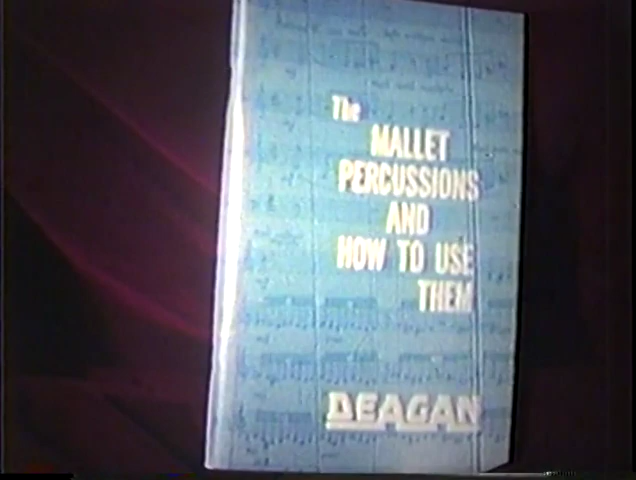 The
MALLET
PERCUSSIONS
AND
HOW TO USE
THEM
DEAGAN